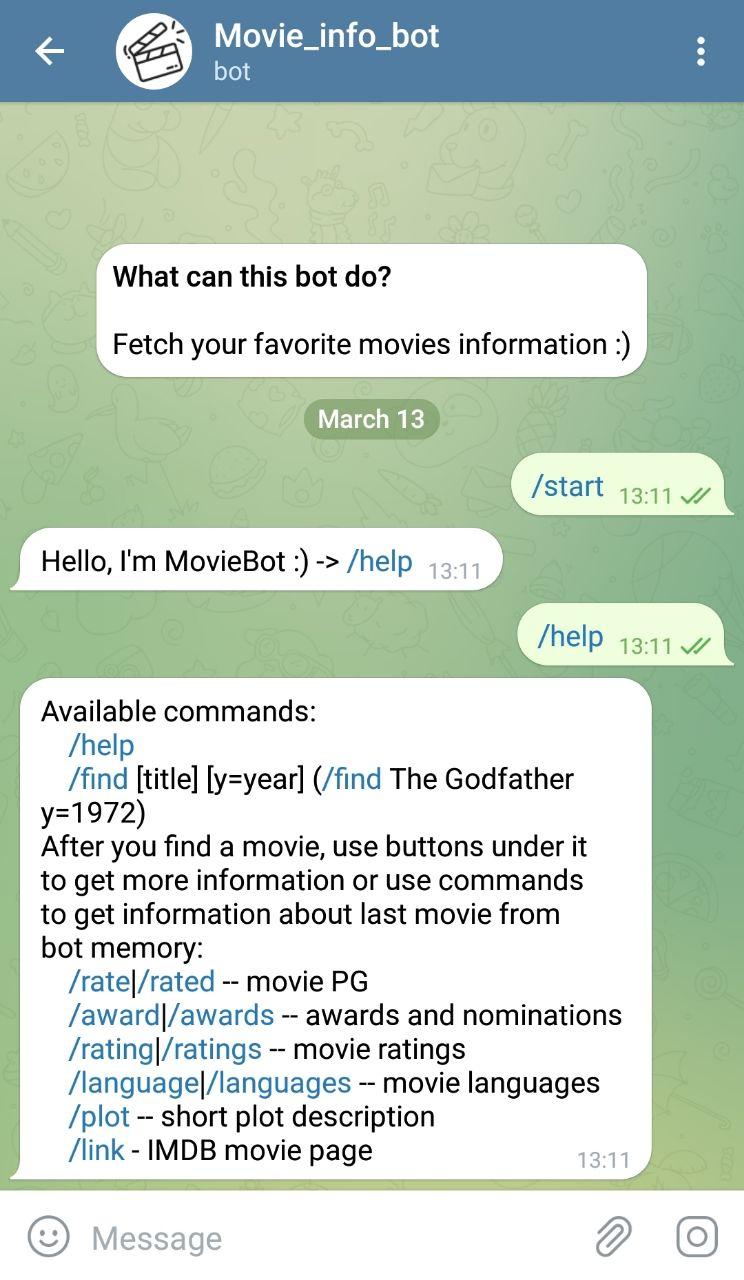 Movie_info_bot
bot
What can this bot do?
Fetch your favorite movies information :)
March 13
/start 13:11
Hello, I'm MovieBot :) -> /help 13:11
/help 13:11
Available commands:
/help
/find [title] [y=year] (/find The Godfather
y=1972)
After you find a movie, use buttons under it
to get more information or use commands
to get information about last movie from
bot memory:
/rate|/rated -- movie PG
/award|/awards -- awards and nominations
/rating|/ratings -- movie ratings
/language|/languages -- movie languages
/plot -- short plot description
/link - IMDB movie page 13:11
Message